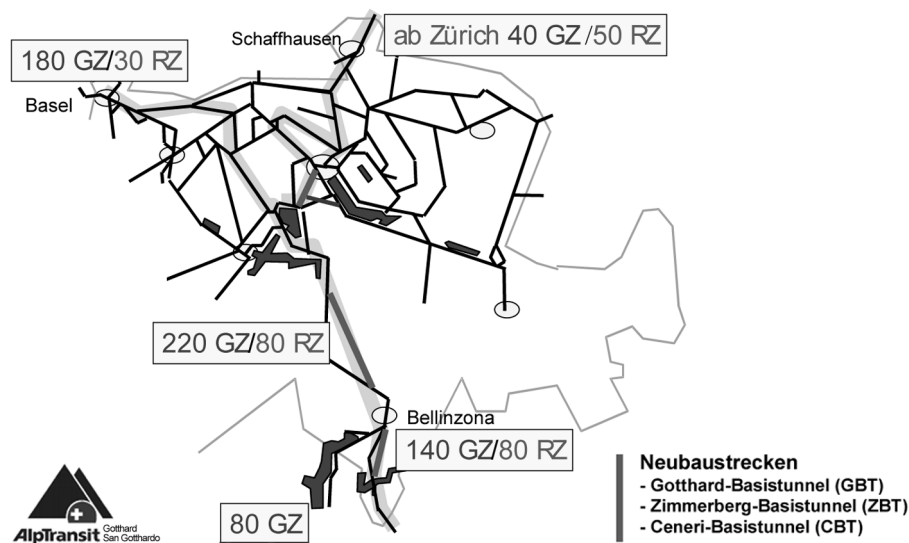 Schaffhausen
ab Zürich 40 GZ /50 RZ
180 GZ/30 RZ
Basel
220 GZ/80 RZ
Bellinzona
140 GZ/80 RZ
80 GZ
AlpTransit Gotthard
San Gotthardo
Neubaustrecken
- Gotthard-Basistunnel (GBT)
- Zimmerberg-Basistunnel (ZBT)
- Ceneri-Basistunnel (CBT)